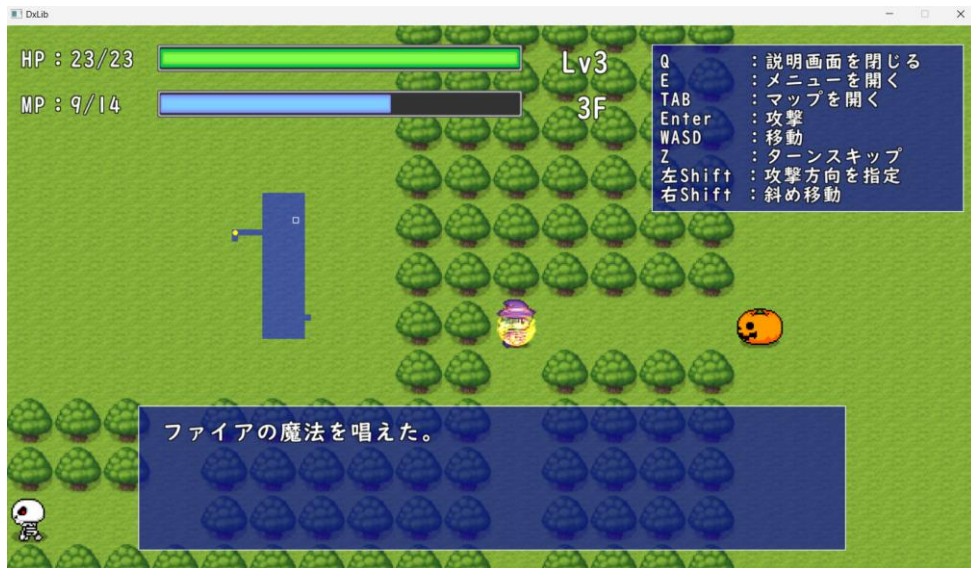 DxLib
HP：23/23
Lv3
MP：9/14
3F
Q ：説明画面を閉じる
E ：メニューを開く
TAB ：マップを開く
Enter ：攻撃
WASD ：移動
Z ：ターンスキップ
左Shift ：攻撃方向を指定
右Shift ：斜め移動
ファイアの魔法を唱えた。